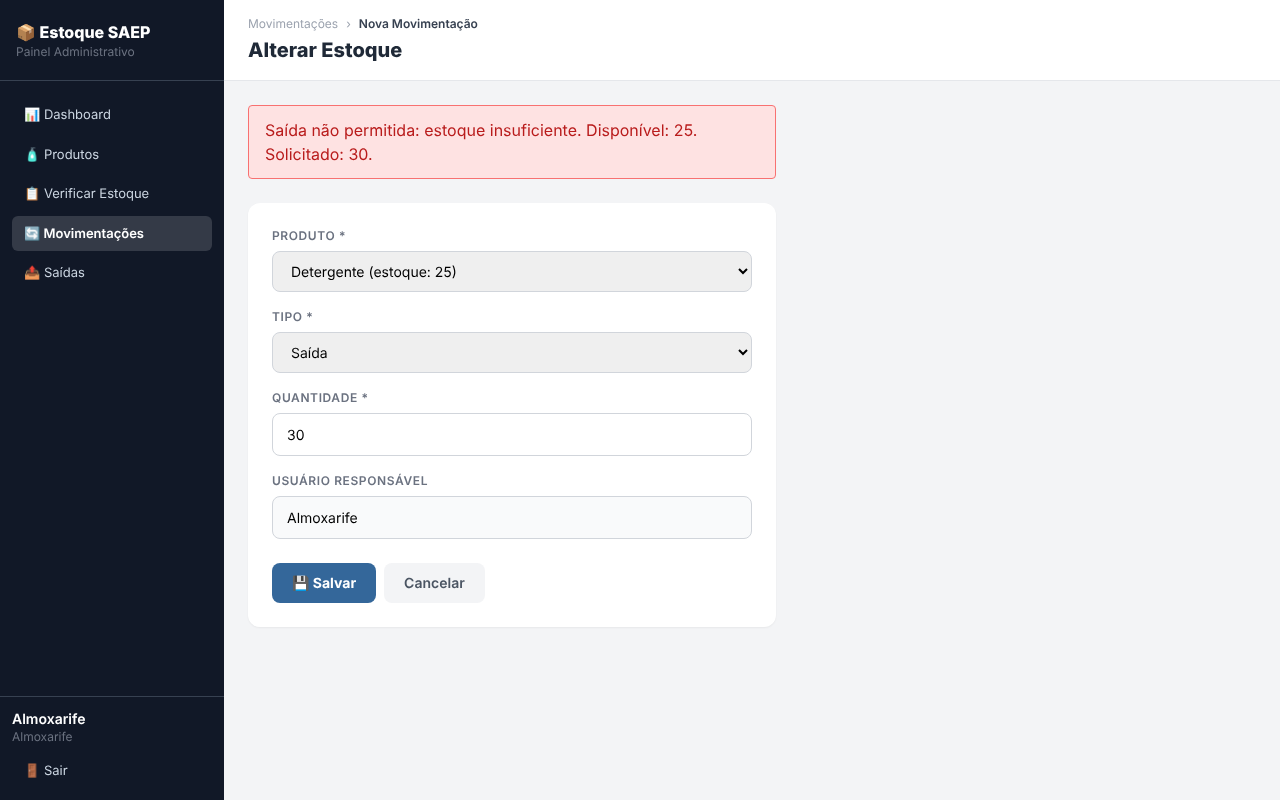 📦 Estoque SAEP
Painel Administrativo
📊 Dashboard
🧴 Produtos
📋 Verificar Estoque
🔄 Movimentações
📤 Saídas
Almoxarife
Almoxarife
🚪 Sair
Movimentações › Nova Movimentação
Alterar Estoque
Saída não permitida: estoque insuficiente. Disponível: 25.
Solicitado: 30.
PRODUTO *
Detergente (estoque: 25)
TIPO *
Saída
QUANTIDADE *
30
USUÁRIO RESPONSÁVEL
Almoxarife
💾 Salvar Cancelar